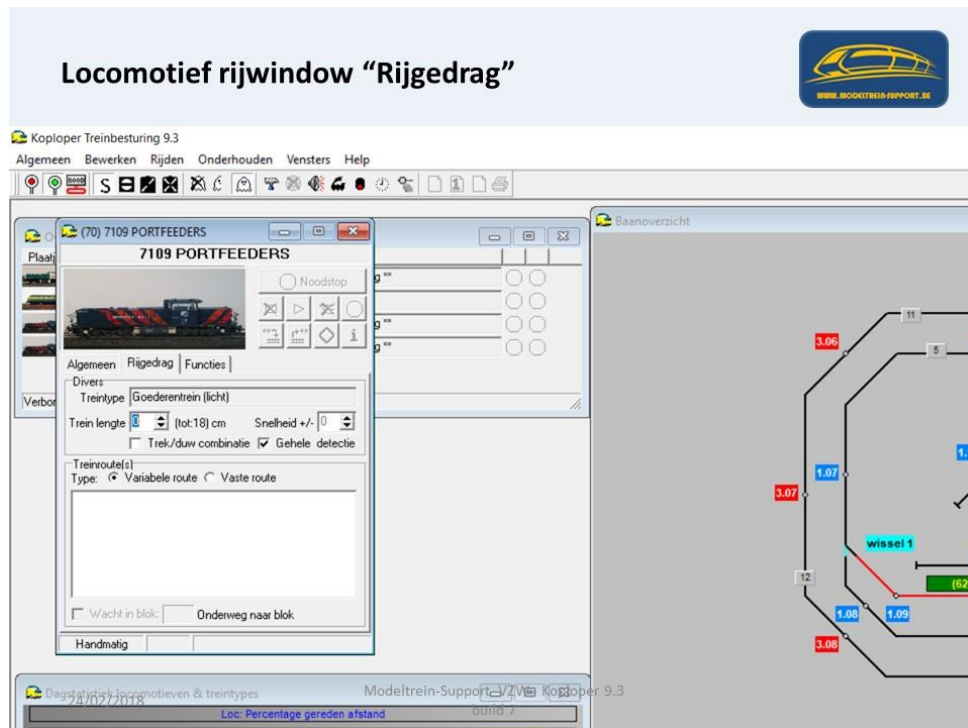 Locomotief rijwindow “Rijgedrag”
WWW.MODELTREIN-SUPPORT.BE
Koploper Treinbesturing 9.3
Algemeen Bewerken Rijden Onderhouden Vensters Help
(70) 7109 PORTFEEDERS
7109 PORTFEEDERS
Noodstop
Algemeen Rijgedrag Functies
Divers
Treintype Goederentrein (licht)
Trein lengte 0 (tot:18) cm Snelheid +/- 0
Trek/duw combinatie Gehele detectie
Treinroute(s)
Type: Variabele route Vaste route
Wacht in blok: Onderweg naar blok
Handmatig
g **
g **
g **
Baanoverzicht
11
3.06
5
1.07
3.07
wissel 1
12
(62
1.08 1.09
3.08
Dagstatistiek locomotieven & treintypes
Loc: Percentage gereden afstand
24/02/2018
Modeltrein-Support VZW: Koploper 9.3
build 7